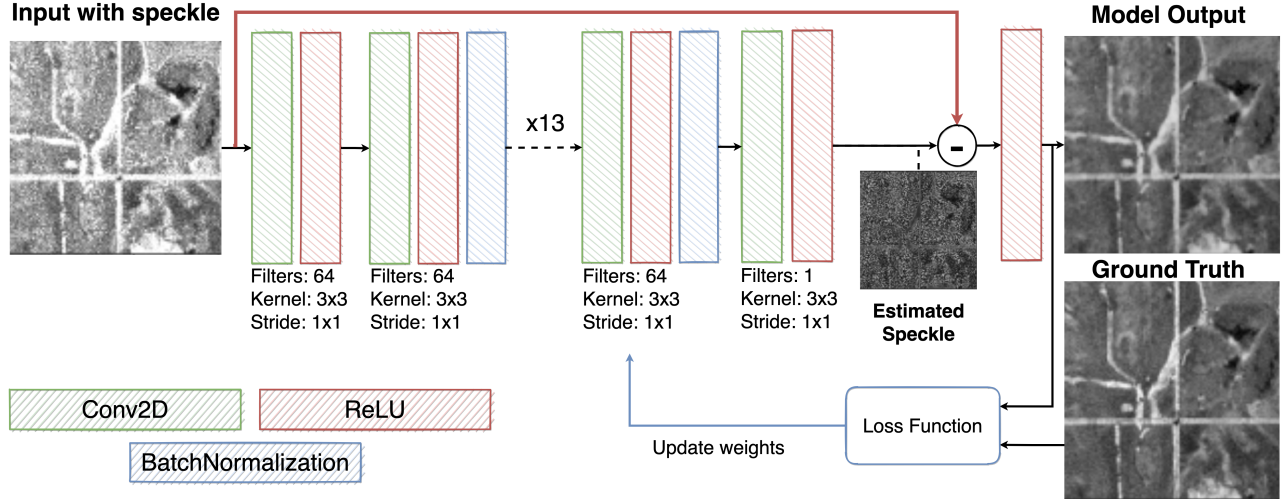 Input with speckle
Model Output
x13
-
Filters: 64
Kernel: 3x3
Stride: 1x1
Filters: 64
Kernel: 3x3
Stride: 1x1
Filters: 64
Kernel: 3x3
Stride: 1x1
Filters: 1
Kernel: 3x3
Stride: 1x1
Estimated
Speckle
Ground Truth
Conv2D
ReLU
BatchNormalization
Update weights
Loss Function